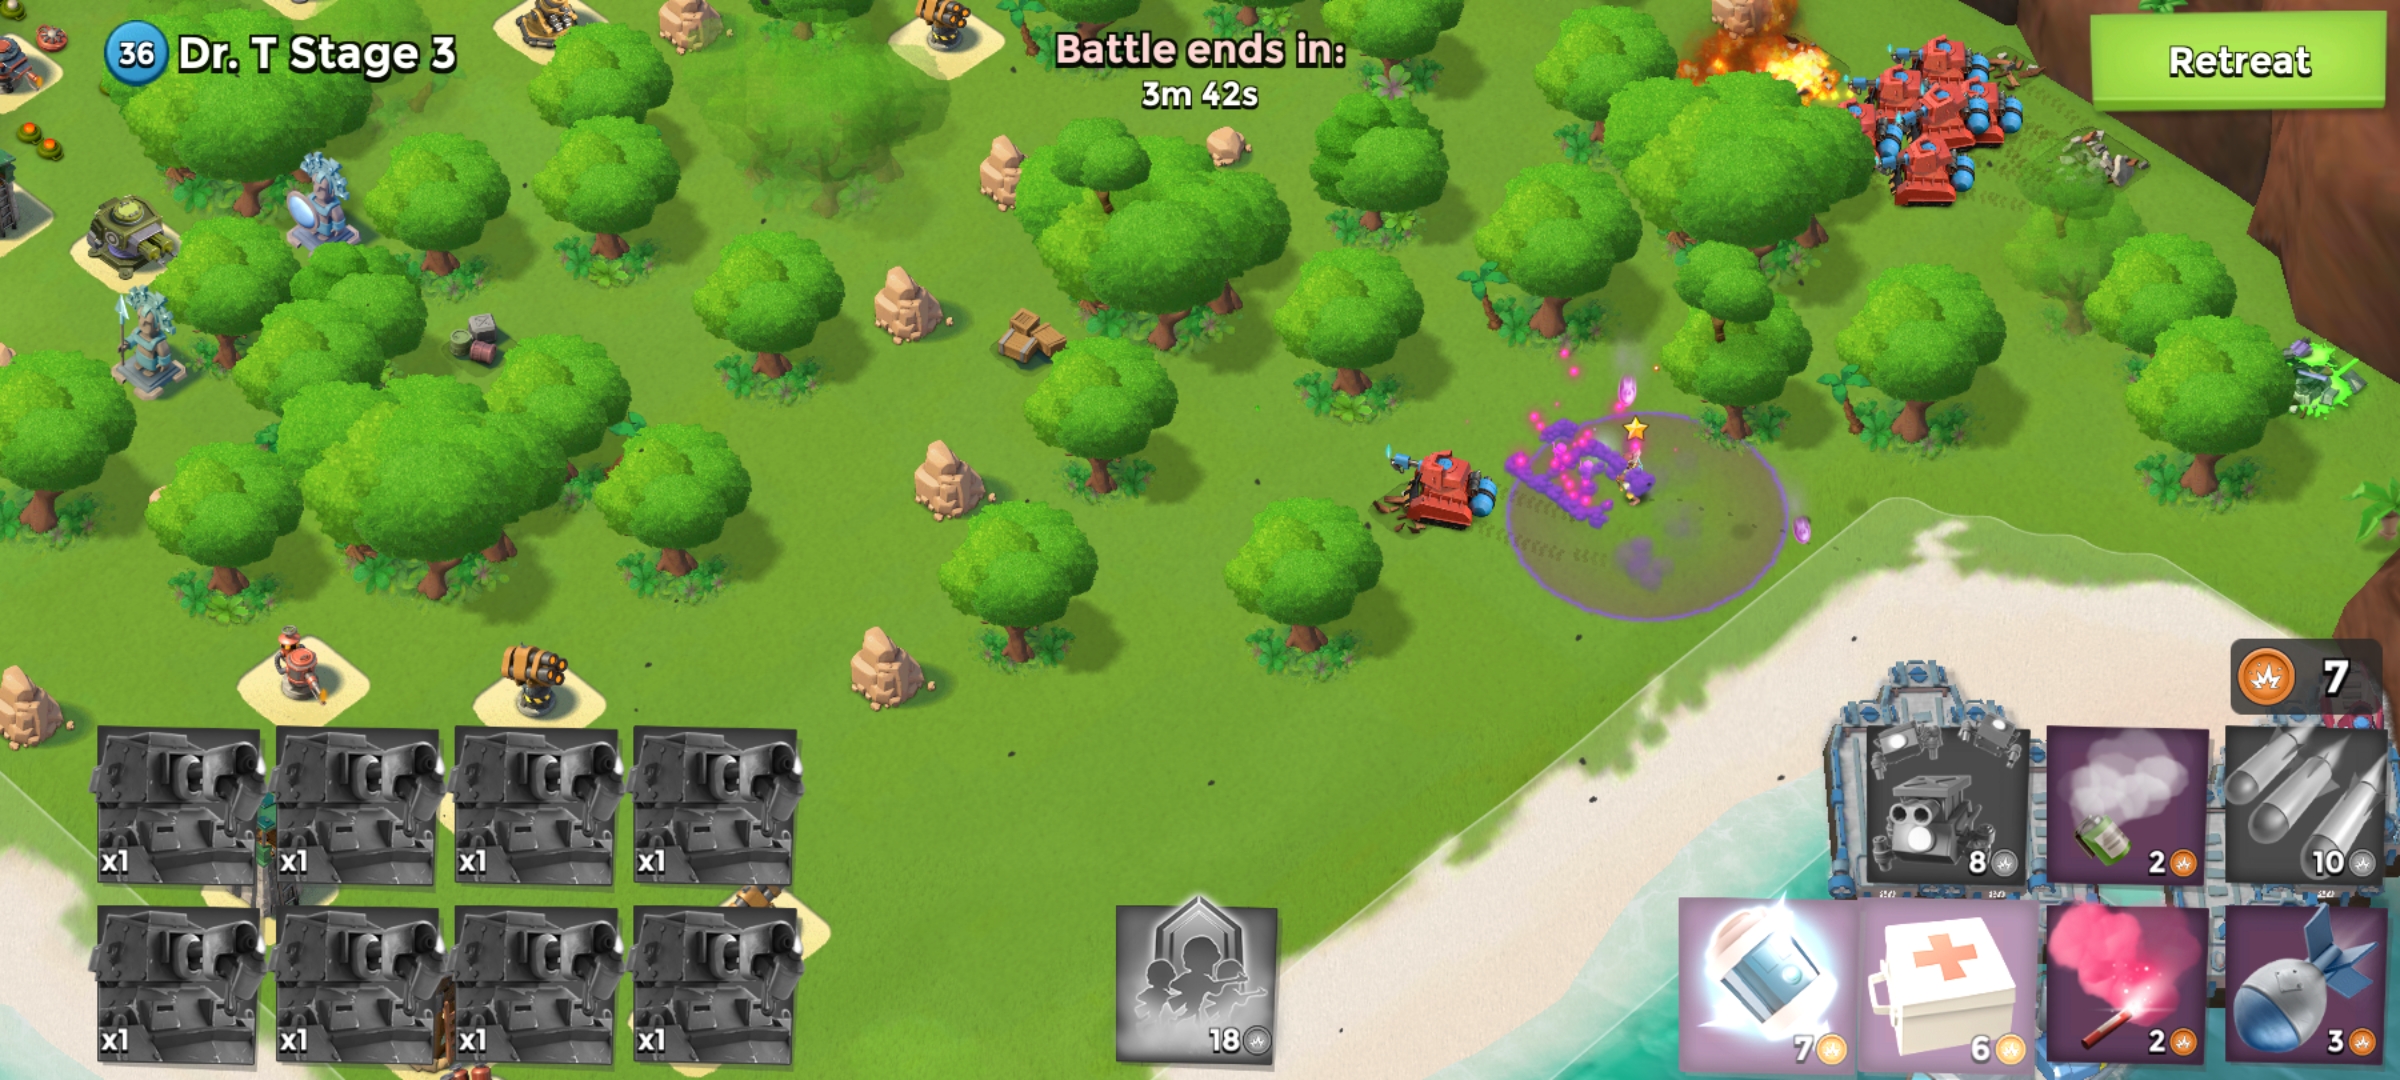 36 Dr. T Stage 3
Battle ends in:
3m 42s
Retreat
7
x1 x1 x1 x1
8 2 10
x1 x1 x1 x1
18
7 6 2 3